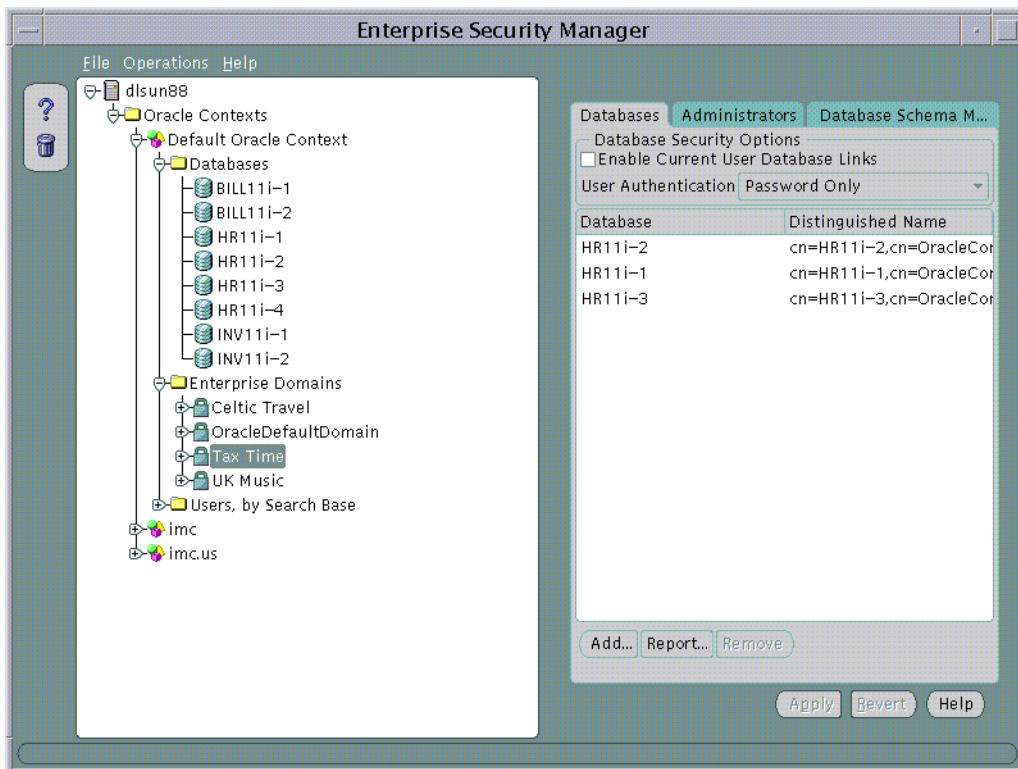 Enterprise Security Manager
File Operations Help
dlsun88
Oracle Contexts
Default Oracle Context
Databases
BILL11i-1
BILL11i-2
HR11i-1
HR11i-2
HR11i-3
HR11i-4
INV11i-1
INV11i-2
Enterprise Domains
Celtic Travel
OracleDefaultDomain
Tax Time
UK Music
Users, by Search Base
imc
imc.us
?
Databases Administrators Database Schema M...
Database Security Options
Enable Current User Database Links
User Authentication Password Only
Database Distinguished Name
HR11i-2 cn=HR11i-2,cn=OracleCor
HR11i-1 cn=HR11i-1,cn=OracleCor
HR11i-3 cn=HR11i-3,cn=OracleCor
Add... Report... Remove
Apply Revert Help